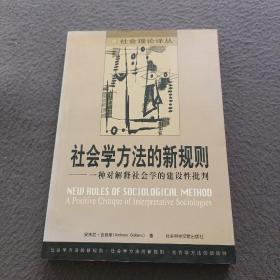 社会理论译丛
社会学方法的新规则
——一种对解释社会学的建设性批判
NEW RULES OF SOCIOLOGICAL METHOD
A Positive Critique of Interpretative Sociologies
安东尼·吉登斯(Anthony Giddens) 著
社会科学文献出版社